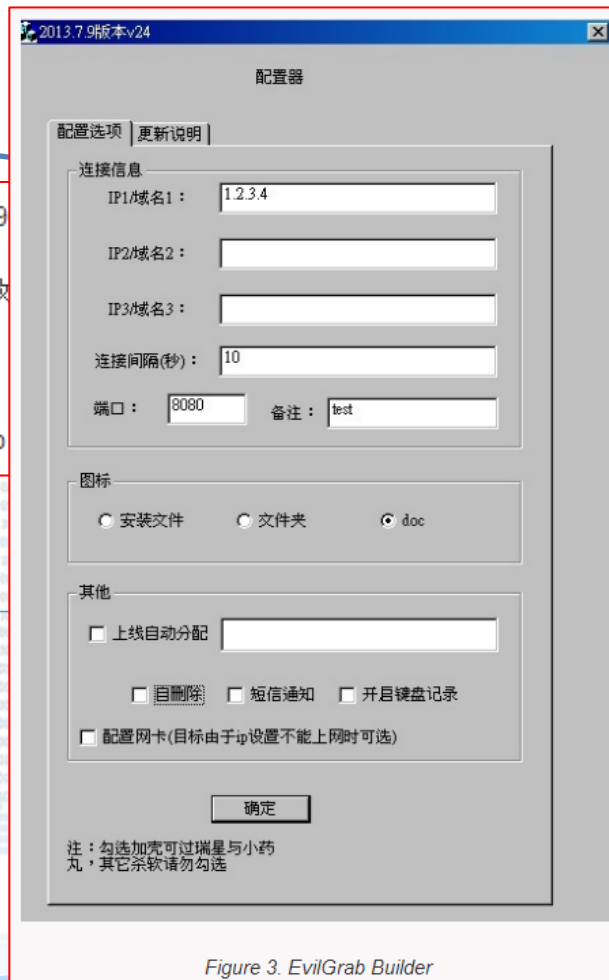 2013.7.9版本v24
配置器
配置选项 更新说明
连接信息
IP1/域名1： 1.2.3.4
IP2/域名2：
IP3/域名3：
连接间隔(秒)： 10
端口： 8080 备注： test
图标
安装文件 文件夹 doc
其他
上线自动分配
自删除 短信通知 开启键盘记录
配置网卡(目标由于ip设置不能上网时可选)
确定
注：勾选加壳可过瑞星与小药
丸，其它杀软请勿勾选
Figure 3. EvilGrab Builder